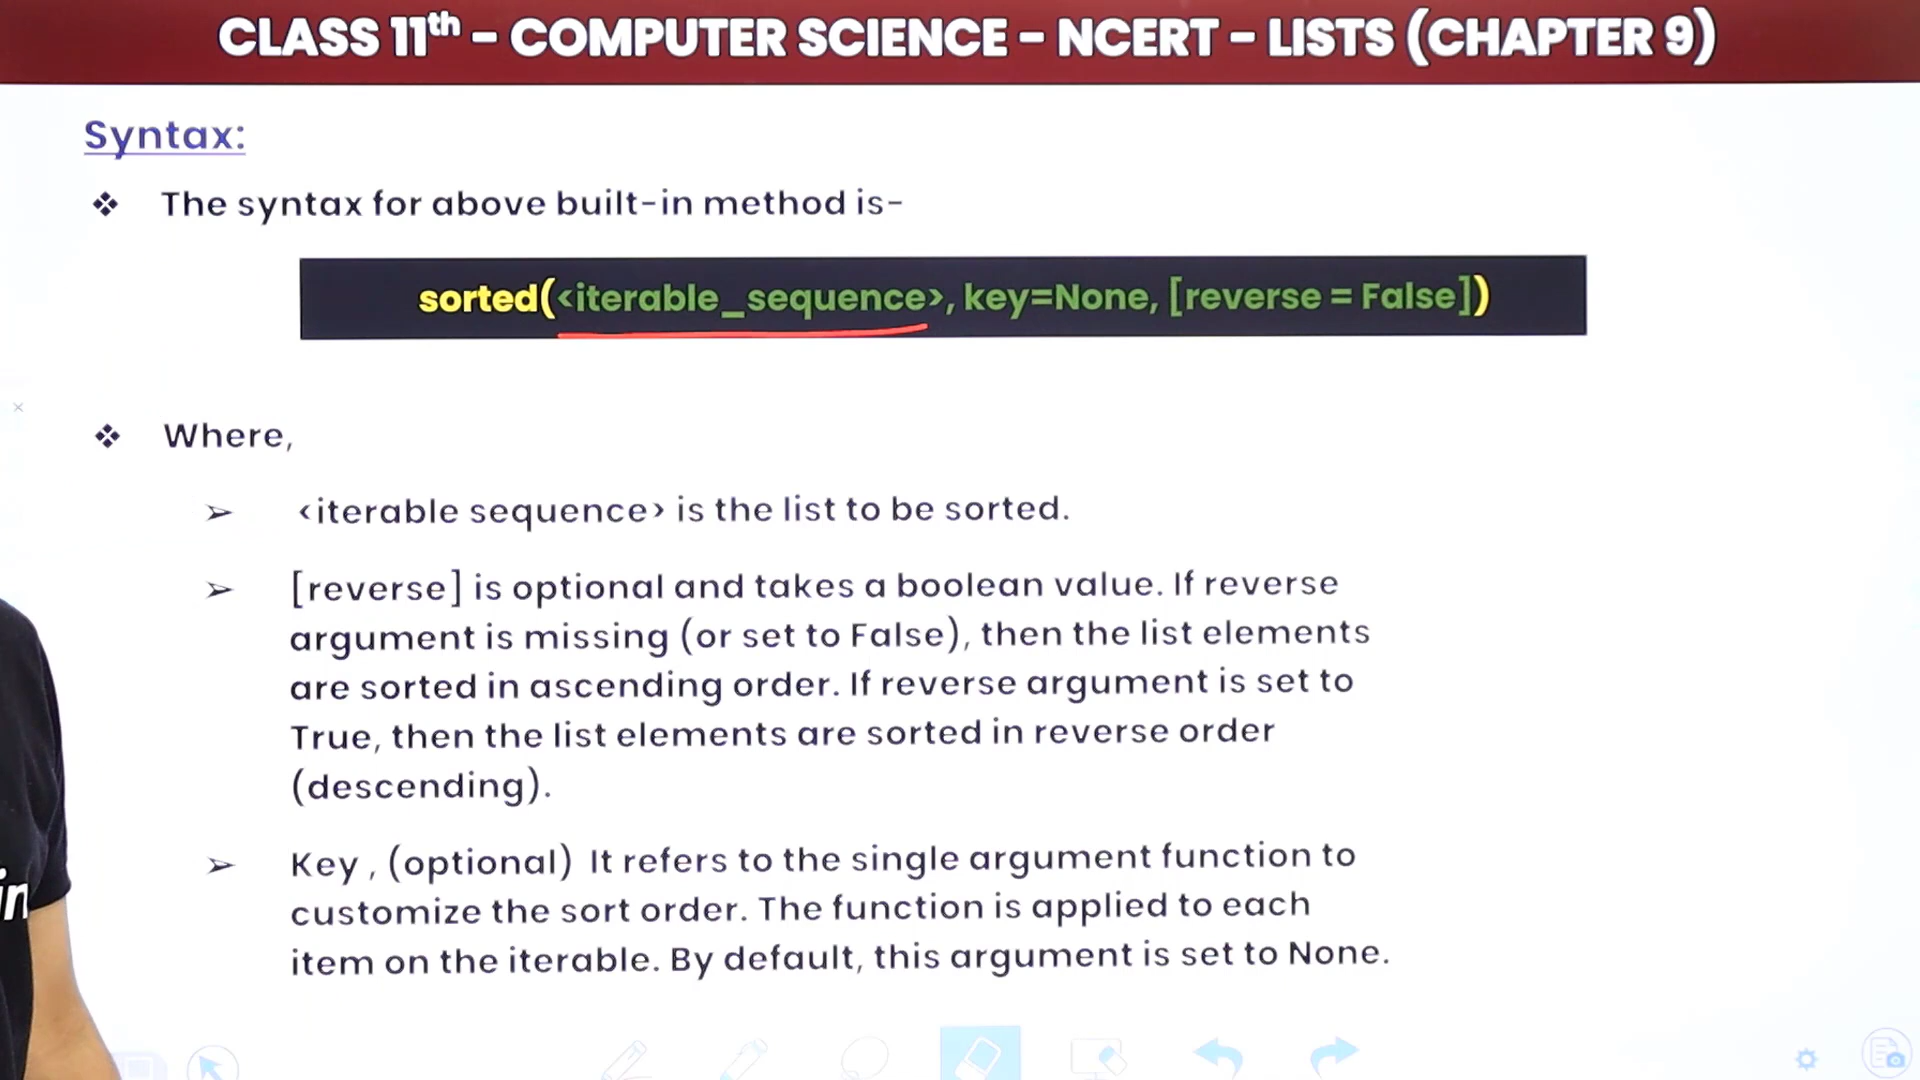 CLASS 11th – COMPUTER SCIENCE – NCERT – LISTS (CHAPTER 9)
Syntax:
❖ The syntax for above built-in method is-
sorted(<iterable_sequence>, key=None, [reverse = False])
❖ Where,
➢ <iterable sequence> is the list to be sorted.
➢ [reverse] is optional and takes a boolean value. If reverse
argument is missing (or set to False), then the list elements
are sorted in ascending order. If reverse argument is set to
True, then the list elements are sorted in reverse order
(descending).
➢ Key , (optional) It refers to the single argument function to
customize the sort order. The function is applied to each
item on the iterable. By default, this argument is set to None.
in